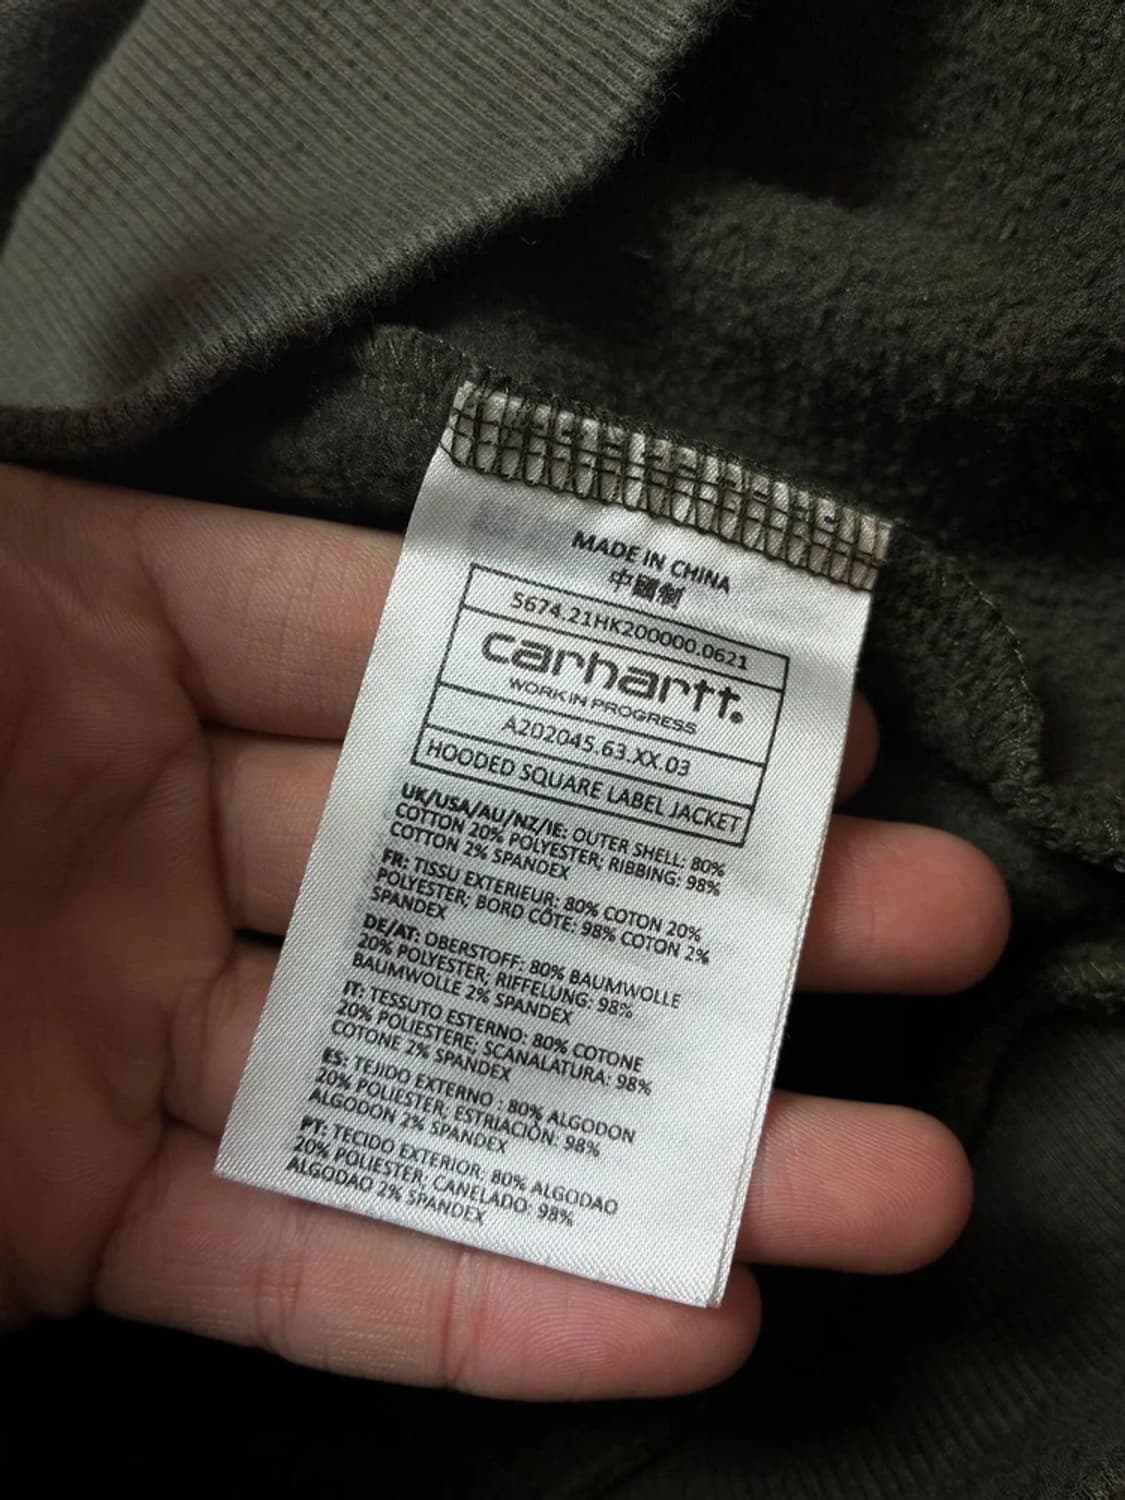 MADE IN CHINA
中國制
5674.21HK200000.0621
carhartt.
WORK IN PROGRESS
A202045.63.XX.03
HOODED SQUARE LABEL JACKET
UK/USA/AU/NZ/IE: OUTER SHELL: 80%
COTTON 20% POLYESTER; RIBBING: 98%
COTTON 2% SPANDEX
FR: TISSU EXTERIEUR: 80% COTON 20%
POLYESTER; BORD CÔTE: 98% COTON 2%
SPANDEX
DE/AT: OBERSTOFF: 80% BAUMWOLLE
20% POLYESTER; RIFFELUNG: 98%
BAUMWOLLE 2% SPANDEX
IT: TESSUTO ESTERNO: 80% COTONE
20% POLIESTERE; SCANALATURA: 98%
COTONE 2% SPANDEX
ES: TEJIDO EXTERNO : 80% ALGODON
20% POLIESTER, ESTRIACIÓN: 98%
ALGODON 2% SPANDEX
PT: TECIDO EXTERIOR: 80% ALGODAO
20% POLIESTER; CANELADO: 98%
ALGODAO 2% SPANDEX